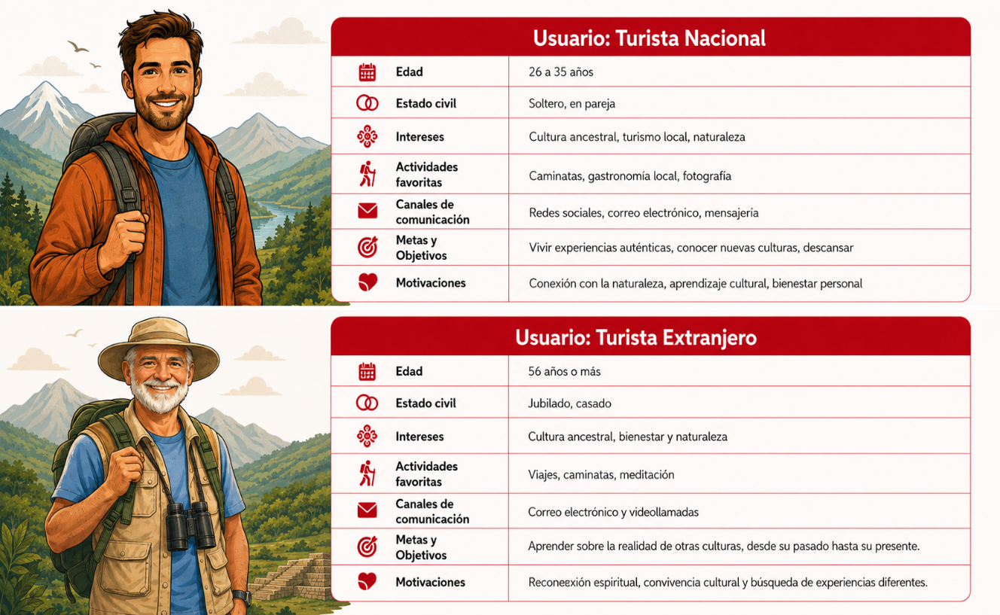 Usuario: Turista Nacional
Edad
26 a 35 años
Estado civil
Soltero, en pareja
Intereses
Cultura ancestral, turismo local, naturaleza
Actividades
favoritas
Caminatas, gastronomía local, fotografía
Canales de
comunicación
Redes sociales, correo electrónico, mensajería
Metas y
Objetivos
Vivir experiencias auténticas, conocer nuevas culturas, descansar
Motivaciones
Conexión con la naturaleza, aprendizaje cultural, bienestar personal
Usuario: Turista Extranjero
Edad
56 años o más
Estado civil
Jubilado, casado
Intereses
Cultura ancestral, bienestar y naturaleza
Actividades
favoritas
Viajes, caminatas, meditación
Canales de
comunicación
Correo electrónico y videollamadas
Metas y
Objetivos
Aprender sobre la realidad de otras culturas, desde su pasado hasta su presente.
Motivaciones
Reconeexión espiritual, convivencia cultural y búsqueda de experiencias diferentes.